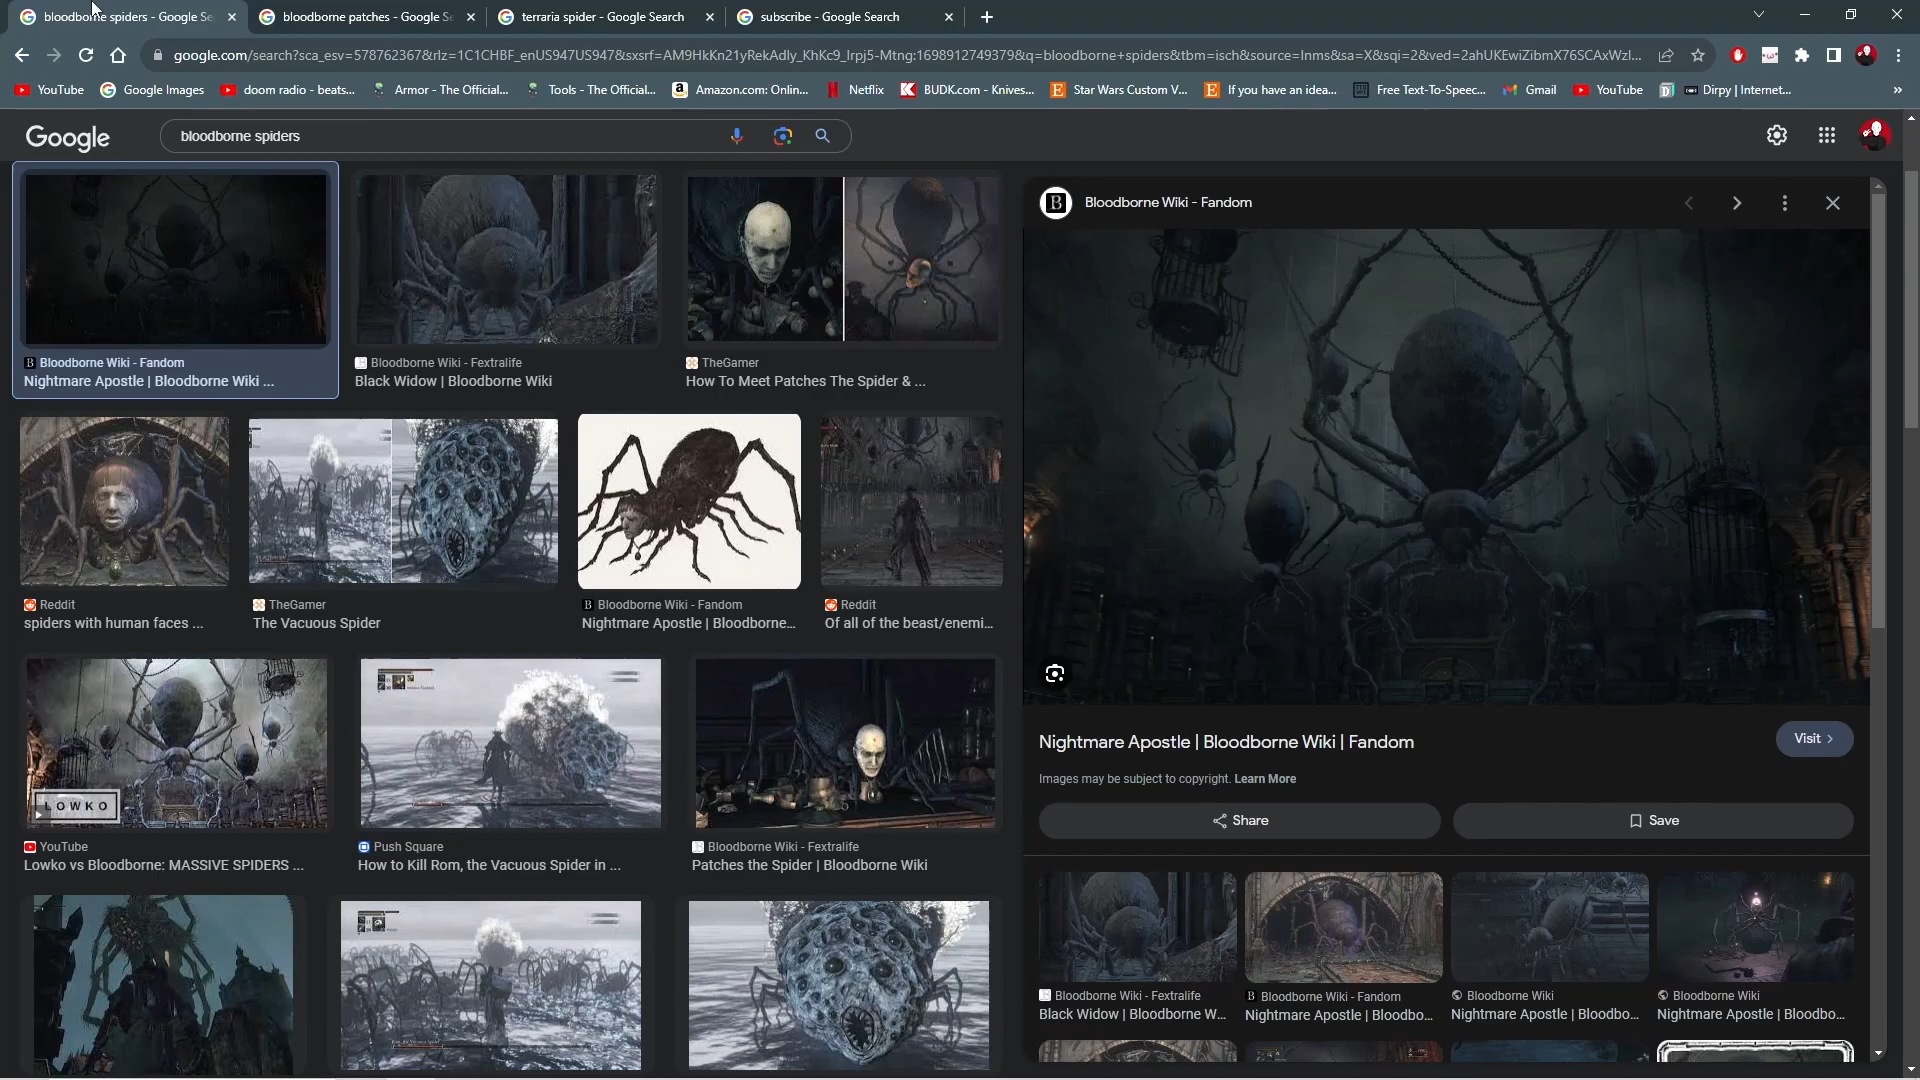 bloodborne spiders - Google Se
bloodborne patches - Google Se
terraria spider - Google Search
subscribe - Google Search
google.com/search?sca_esv=578762367&rlz=1C1CHBF_enUS947US947&sxsrf=AM9HkKn21yRekAdly_KhKc9_Irpj5-Mtng:1698912749379&q=bloodborne+spiders&tbm=isch&source=lnms&sa=X&sqi=2&ved=2ahUKEwiZibmX76SCAxWzl...
YouTube
Google Images
doom radio - beats...
Armor - The Official...
Tools - The Official...
Amazon.com: Onlin...
Netflix
BUDK.com - Knives...
Star Wars Custom V...
If you have an idea...
Free Text-To-Speec...
Gmail
YouTube
Dirpy | Internet...
Google
bloodborne spiders
Bloodborne Wiki - Fandom
Nightmare Apostle | Bloodborne Wiki ...
Bloodborne Wiki - Fextralife
Black Widow | Bloodborne Wiki
TheGamer
How To Meet Patches The Spider & ...
Reddit
spiders with human faces ...
TheGamer
The Vacuous Spider
Bloodborne Wiki - Fandom
Nightmare Apostle | Bloodborne...
Reddit
Of all of the beast/enemi...
LOWKO
YouTube
Lowko vs Bloodborne: MASSIVE SPIDERS ...
Push Square
How to Kill Rom, the Vacuous Spider in ...
Bloodborne Wiki - Fextralife
Patches the Spider | Bloodborne Wiki
B
Bloodborne Wiki - Fandom
Nightmare Apostle | Bloodborne Wiki | Fandom
Visit
Images may be subject to copyright. Learn More
Share
Save
Bloodborne Wiki - Fextralife
Black Widow | Bloodborne W...
Bloodborne Wiki - Fandom
Nightmare Apostle | Bloodbo...
Bloodborne Wiki
Nightmare Apostle | Bloodbo...
Bloodborne Wiki
Nightmare Apostle | Bloodbo...